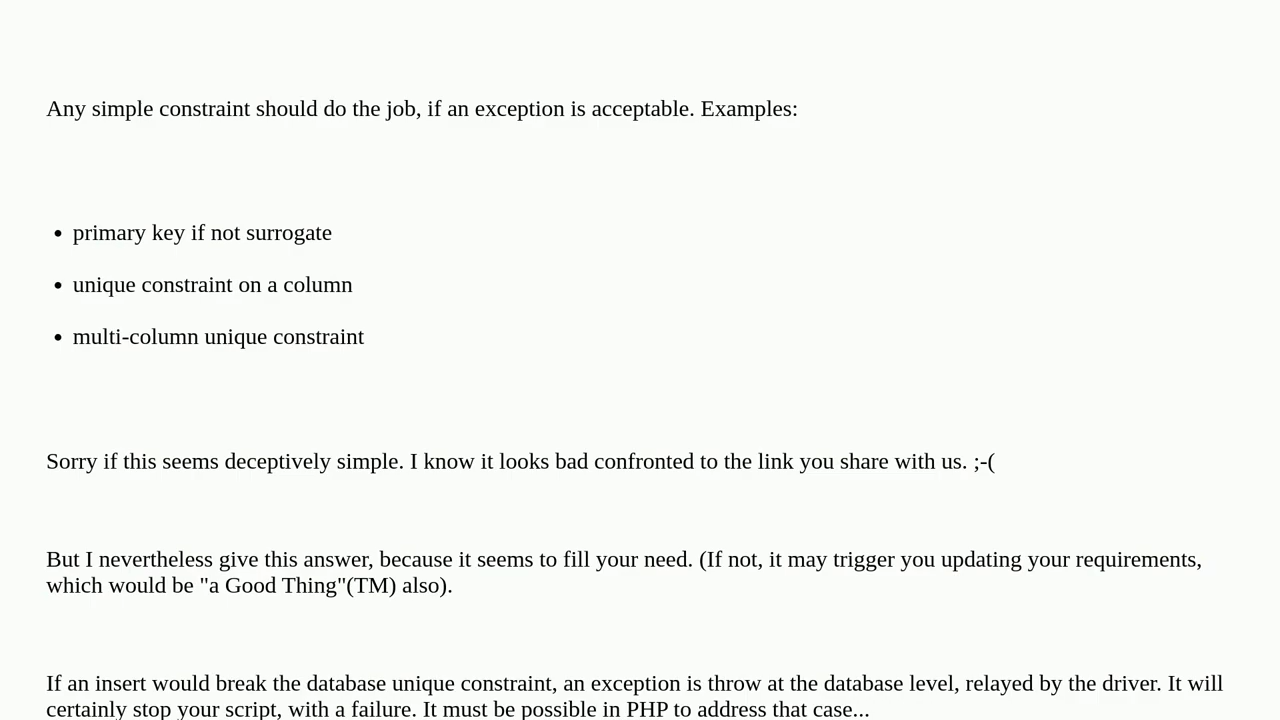 Any simple constraint should do the job, if an exception is acceptable. Examples:
• primary key if not surrogate
• unique constraint on a column
• multi-column unique constraint
Sorry if this seems deceptively simple. I know it looks bad confronted to the link you share with us. ;-(
But I nevertheless give this answer, because it seems to fill your need. (If not, it may trigger you updating your requirements,
which would be "a Good Thing"(TM) also).
If an insert would break the database unique constraint, an exception is throw at the database level, relayed by the driver. It will
certainly stop your script, with a failure. It must be possible in PHP to address that case...